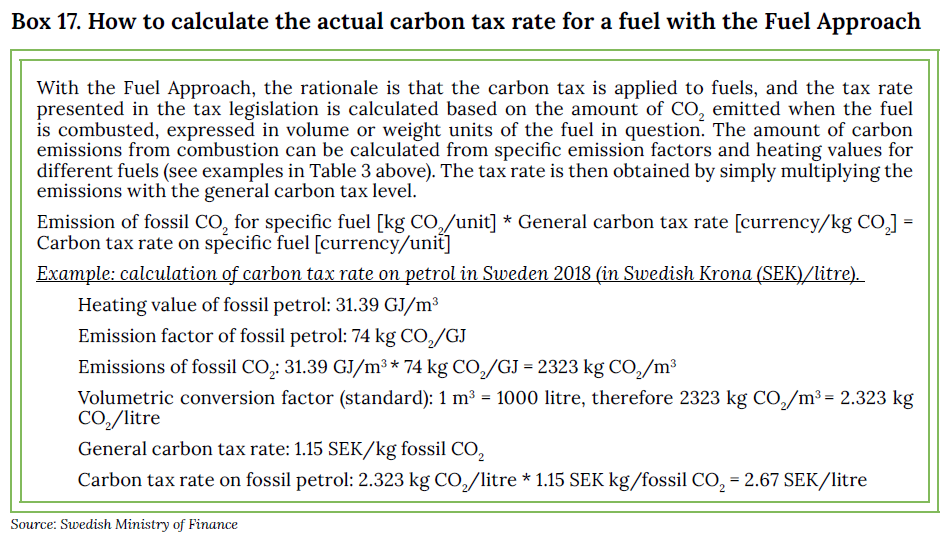 Box 17. How to calculate the actual carbon tax rate for a fuel with the Fuel Approach
With the Fuel Approach, the rationale is that the carbon tax is applied to fuels, and the tax rate
presented in the tax legislation is calculated based on the amount of CO₂ emitted when the fuel
is combusted, expressed in volume or weight units of the fuel in question. The amount of carbon
emissions from combustion can be calculated from specific emission factors and heating values for
different fuels (see examples in Table 3 above). The tax rate is then obtained by simply multiplying the
emissions with the general carbon tax level.
Emission of fossil CO₂ for specific fuel [kg CO₂/unit] * General carbon tax rate [currency/kg CO₂] =
Carbon tax rate on specific fuel [currency/unit]
Example: calculation of carbon tax rate on petrol in Sweden 2018 (in Swedish Krona (SEK)/litre).
Heating value of fossil petrol: 31.39 GJ/m³
Emission factor of fossil petrol: 74 kg CO₂/GJ
Emissions of fossil CO₂: 31.39 GJ/m³ * 74 kg CO₂/GJ = 2323 kg CO₂/m³
Volumetric conversion factor (standard): 1 m³ = 1000 litre, therefore 2323 kg CO₂/m³ = 2.323 kg
CO₂/litre
General carbon tax rate: 1.15 SEK/kg fossil CO₂
Carbon tax rate on fossil petrol: 2.323 kg CO₂/litre * 1.15 SEK kg/fossil CO₂ = 2.67 SEK/litre
Source: Swedish Ministry of Finance